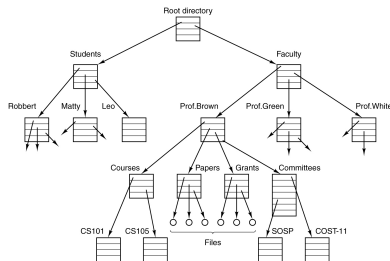 Root directory
Students
Faculty
Robbert
Matty
Leo
Prof.Brown
Prof.Green
Prof.White
Courses
Papers
Grants
Committees
CS101
CS105
Files
SOSP
COST-11